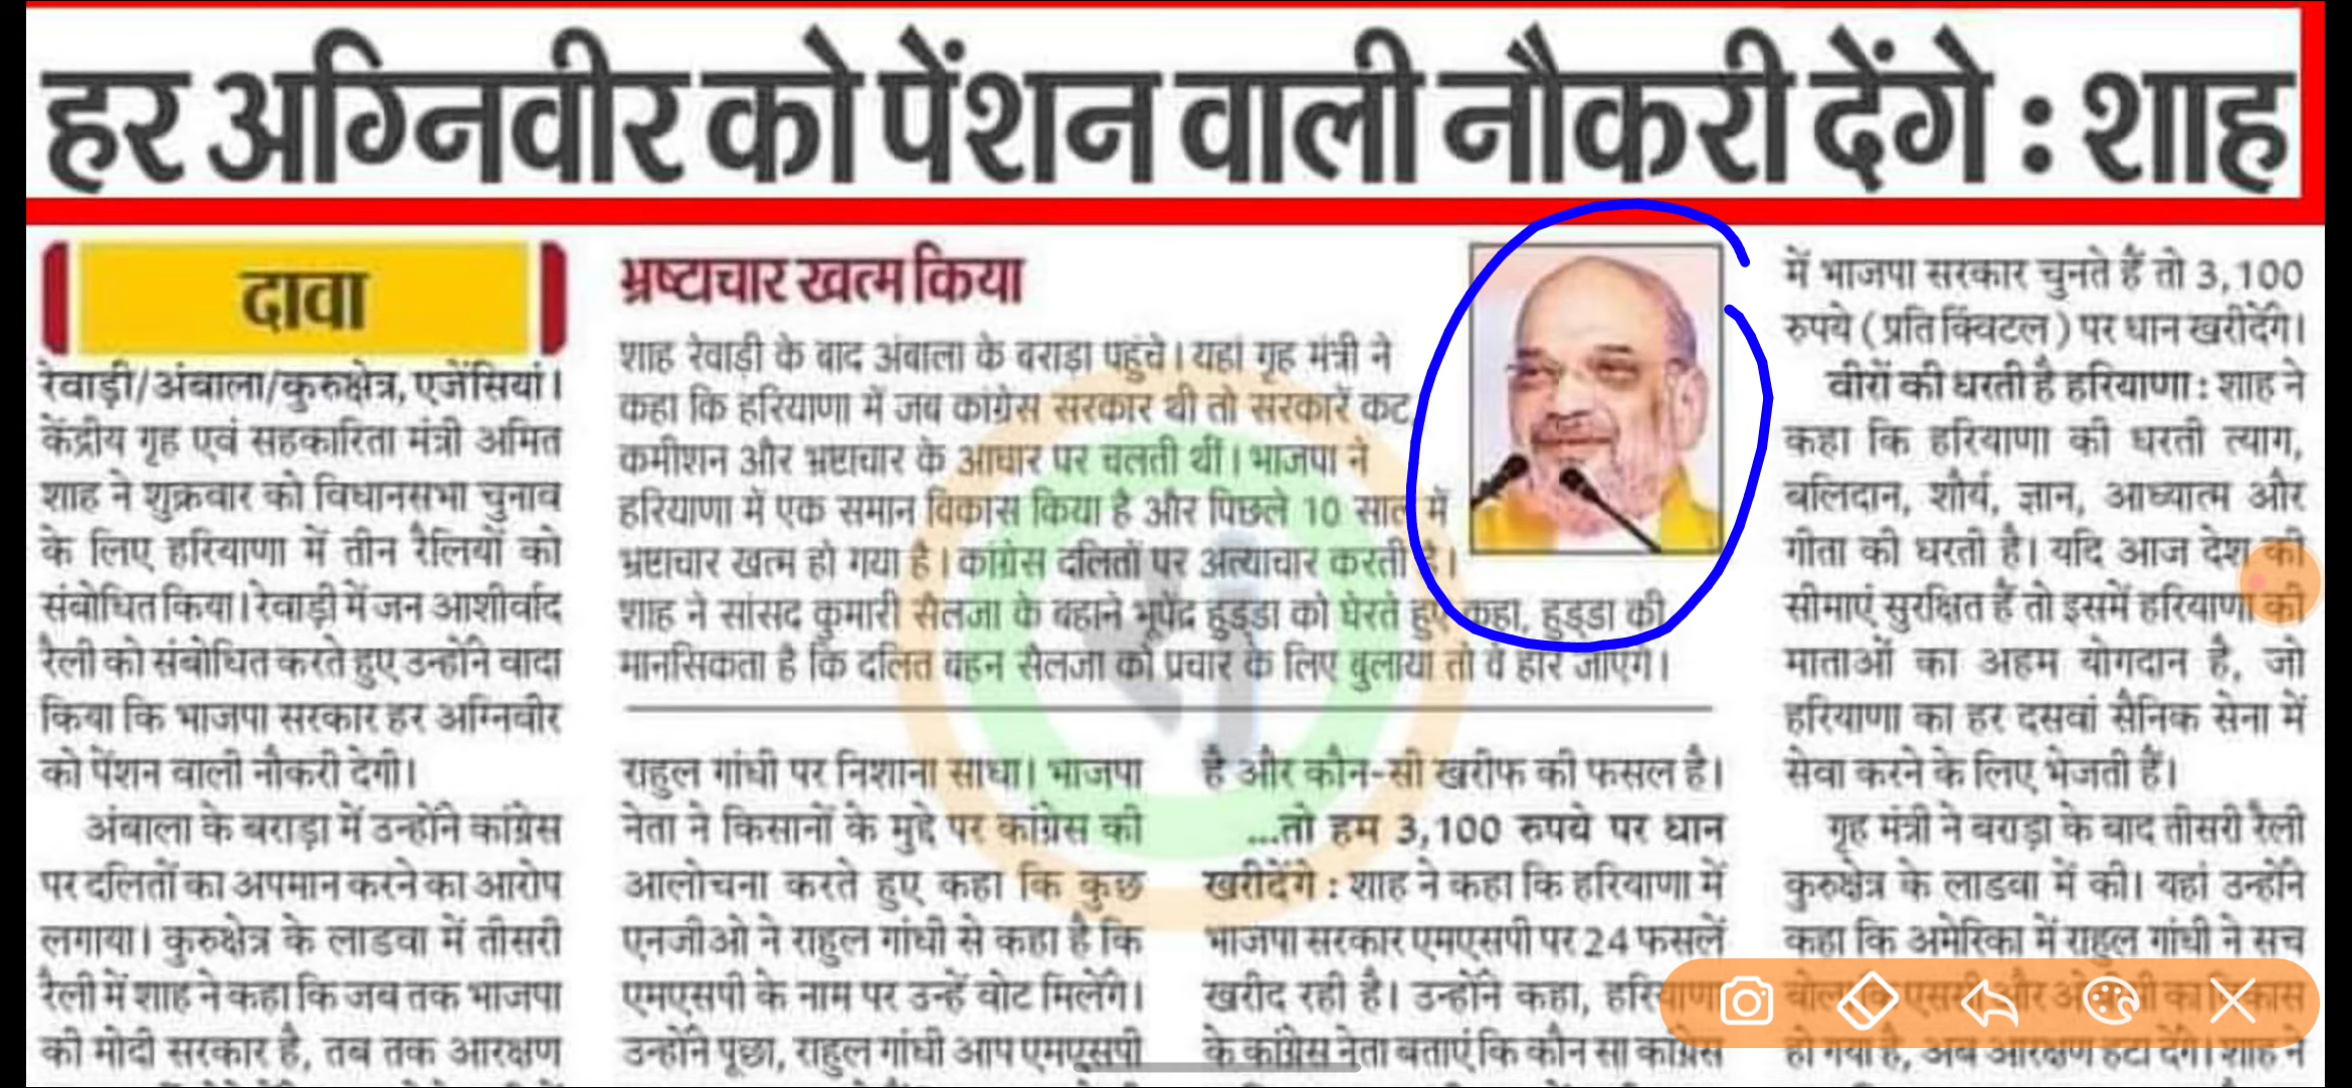 हर अग्निवीर को पेंशन वाली नौकरी देंगे : शाह
दावा
रेवाड़ी/अंबाला/कुरुक्षेत्र, एजेंसियां।
केंद्रीय गृह एवं सहकारिता मंत्री अमित
शाह ने शुक्रवार को विधानसभा चुनाव
के लिए हरियाणा में तीन रैलियों को
संबोधित किया। रेवाड़ी में जन आशीर्वाद
रैली को संबोधित करते हुए उन्होंने वादा
किया कि भाजपा सरकार हर अग्निवीर
को पेंशन वाली नौकरी देगी।
अंबाला के बराड़ा में उन्होंने कांग्रेस
पर दलितों का अपमान करने का आरोप
लगाया। कुरुक्षेत्र के लाडवा में तीसरी
रैली में शाह ने कहा कि जब तक भाजपा
की मोदी सरकार है, तब तक आरक्षण
भ्रष्टाचार खत्म किया
शाह रेवाड़ी के बाद अंबाला के बराड़ा पहुंचे। यहां गृह मंत्री ने
कहा कि हरियाणा में जब कांग्रेस सरकार थी तो सरकारें कट,
कमीशन और भ्रष्टाचार के आधार पर चलती थीं। भाजपा ने
हरियाणा में एक समान विकास किया है और पिछले 10 साल में
भ्रष्टाचार खत्म हो गया है। कांग्रेस दलितों पर अत्याचार करती है।
शाह ने सांसद कुमारी सैलजा के बहाने भूपेंद्र हुड्डा को घेरते हुए कहा, हुड्डा की
मानसिकता है कि दलित बहन सैलजा को प्रचार के लिए बुलाया तो वे हार जाएंगे।
राहुल गांधी पर निशाना साधा। भाजपा
नेता ने किसानों के मुद्दे पर कांग्रेस की
आलोचना करते हुए कहा कि कुछ
एनजीओ ने राहुल गांधी से कहा है कि
एमएसपी के नाम पर उन्हें वोट मिलेंगे।
उन्होंने पूछा, राहुल गांधी आप एमएसपी
है और कौन-सी खरीफ की फसल है।
...तो हम 3,100 रुपये पर धान
खरीदेंगे : शाह ने कहा कि हरियाणा में
भाजपा सरकार एमएसपी पर 24 फसलें
खरीद रही है। उन्होंने कहा, हरियाणा
के कांग्रेस नेता बताएं कि कौन सा कांग्रेस
में भाजपा सरकार चुनते हैं तो 3,100
रुपये (प्रति क्विंटल) पर धान खरीदेंगे।
वीरों की धरती है हरियाणा : शाह ने
कहा कि हरियाणा की धरती त्याग,
बलिदान, शौर्य, ज्ञान, आध्यात्म और
गीता की धरती है। यदि आज देश की
सीमाएं सुरक्षित हैं तो इसमें हरियाणा की
माताओं का अहम योगदान है, जो
हरियाणा का हर दसवां सैनिक सेना में
सेवा करने के लिए भेजती हैं।
गृह मंत्री ने बराड़ा के बाद तीसरी रैली
कुरुक्षेत्र के लाडवा में की। यहां उन्होंने
कहा कि अमेरिका में राहुल गांधी ने सच
कि एससी और का विकास
हो गया है, अब आरक्षण हटा देंगे। शाह ने